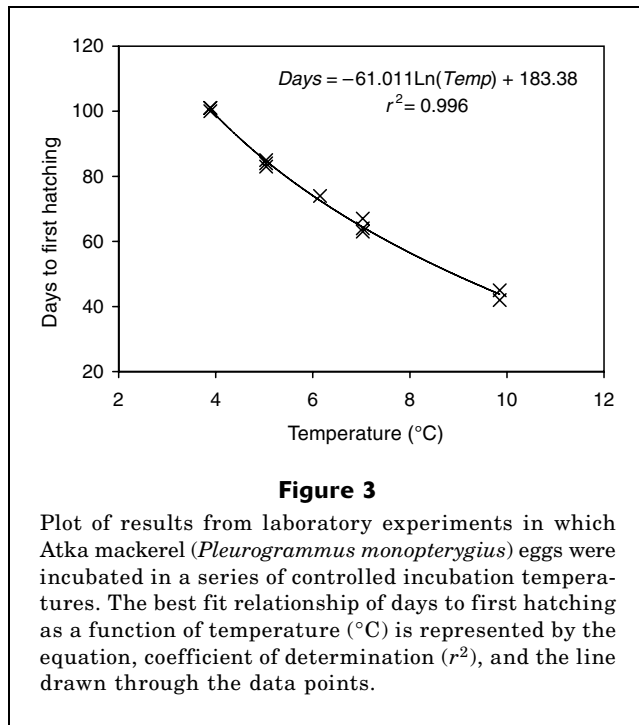 120
100
80
60
40
20
Days to first hatching
Days = −61.011Ln(Temp) + 183.38
r² = 0.996
2 4 6 8 10 12
Temperature (°C)
Figure 3
Plot of results from laboratory experiments in which
Atka mackerel (Pleurogrammus monopterygius) eggs were
incubated in a series of controlled incubation tempera-
tures. The best fit relationship of days to first hatching
as a function of temperature (°C) is represented by the
equation, coefficient of determination (r²), and the line
drawn through the data points.